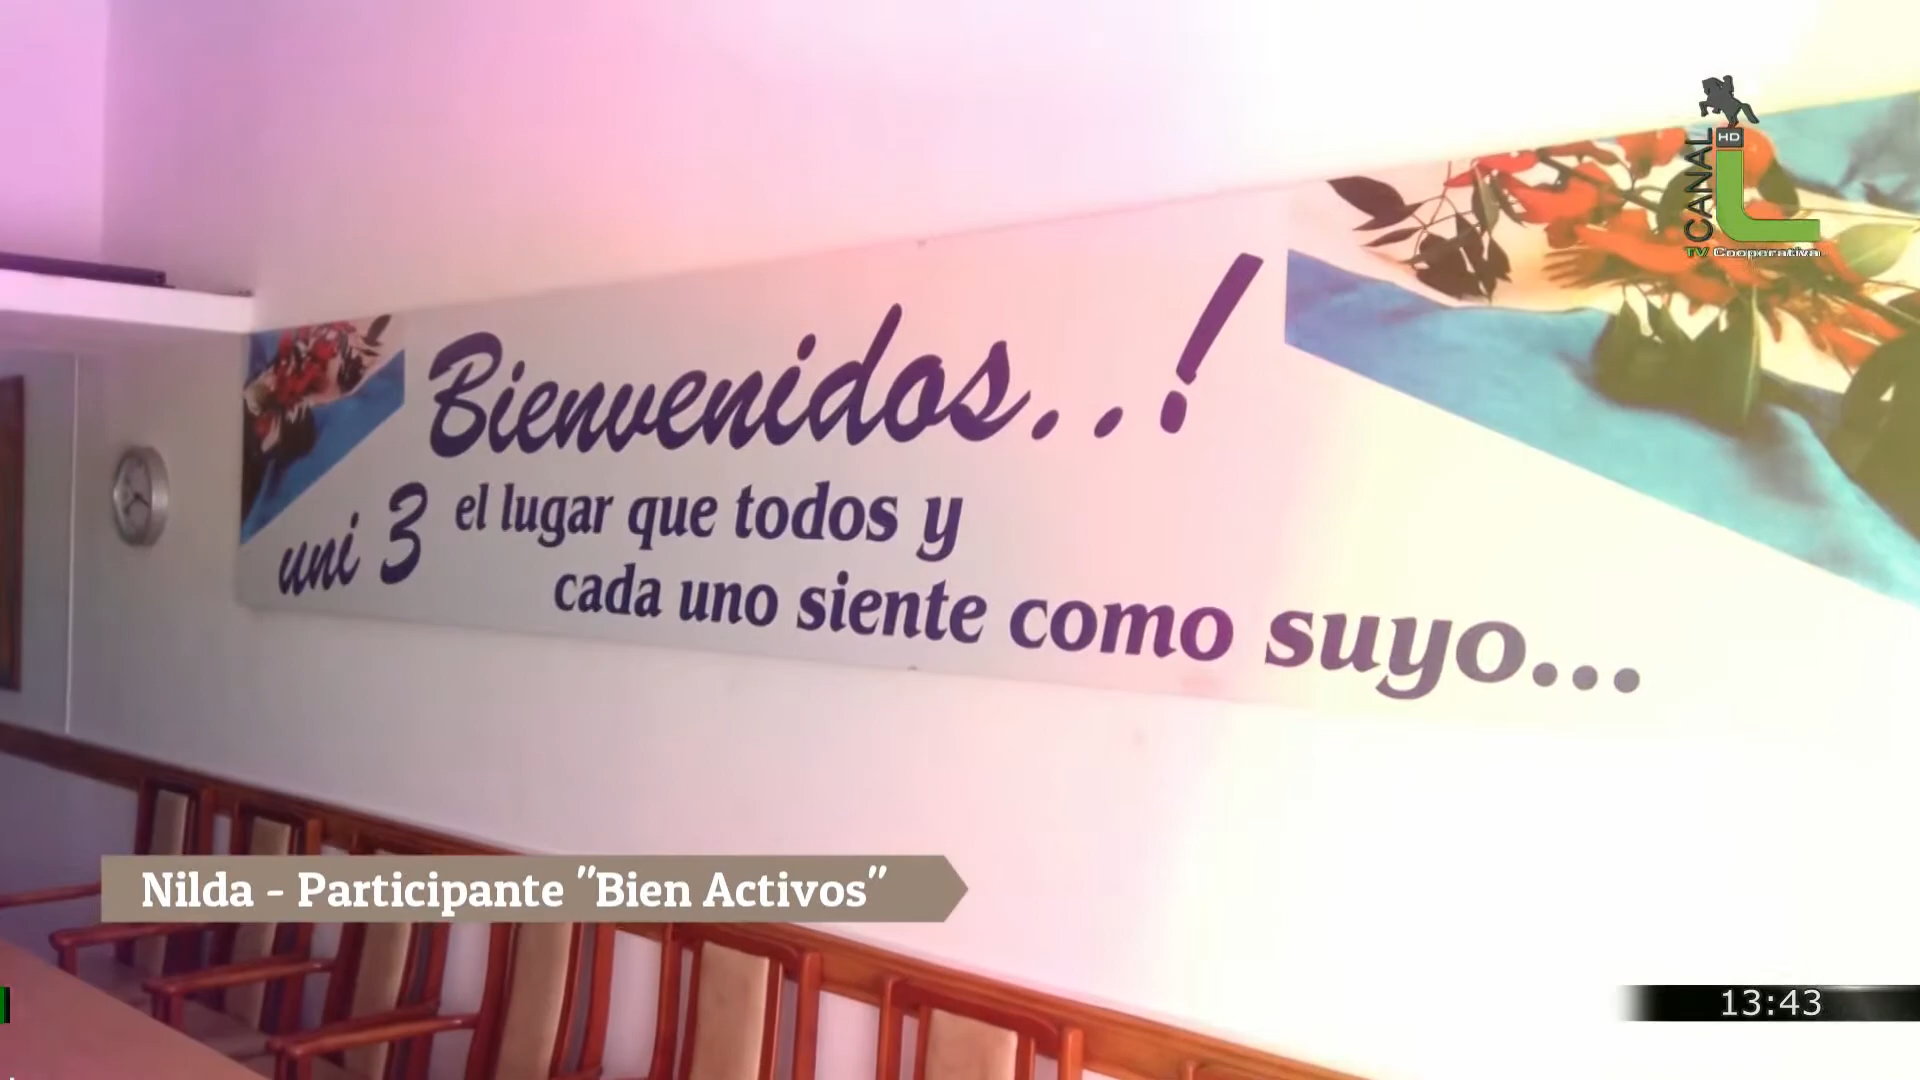 CANAL
HD
L
TV Cooperativa
Bienvenidos..!
uni 3 el lugar que todos y
cada uno siente como suyo...
Nilda - Participante "Bien Activos"
13:43